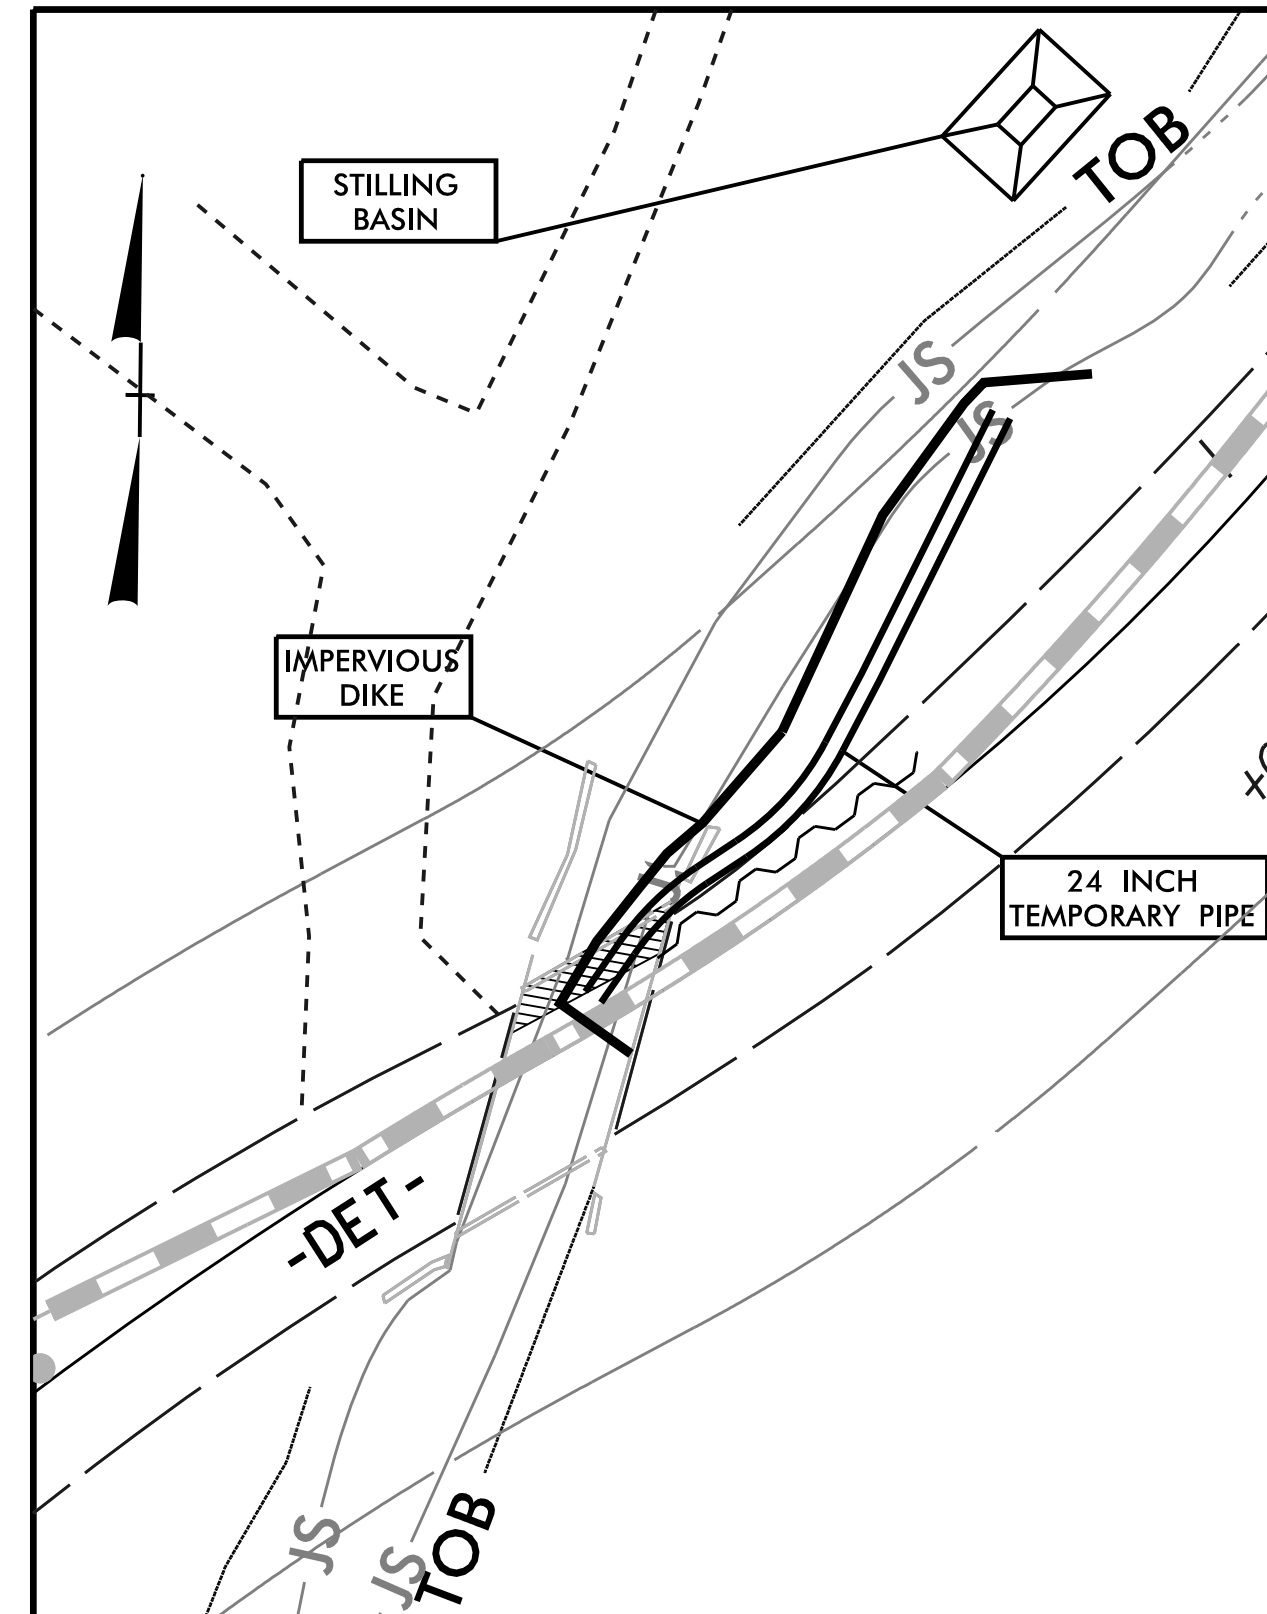 STILLING
BASIN
TOB
JS
JS
IMPERVIOUS
DIKE
24 INCH
TEMPORARY PIPE
-DET-
JS
JS
TOB